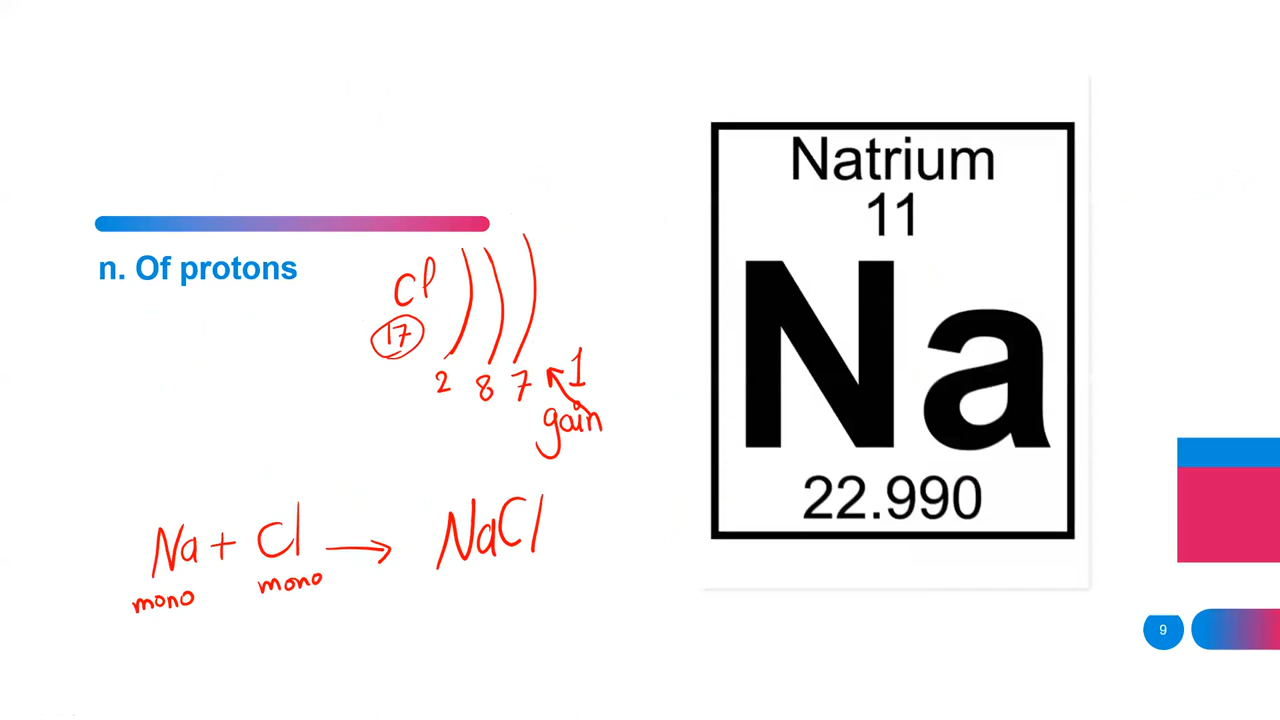 n. Of protons
Cl
17
2 8 7 1
gain
Na + Cl → NaCl
mono mono
Natrium
11
Na
22.990
9